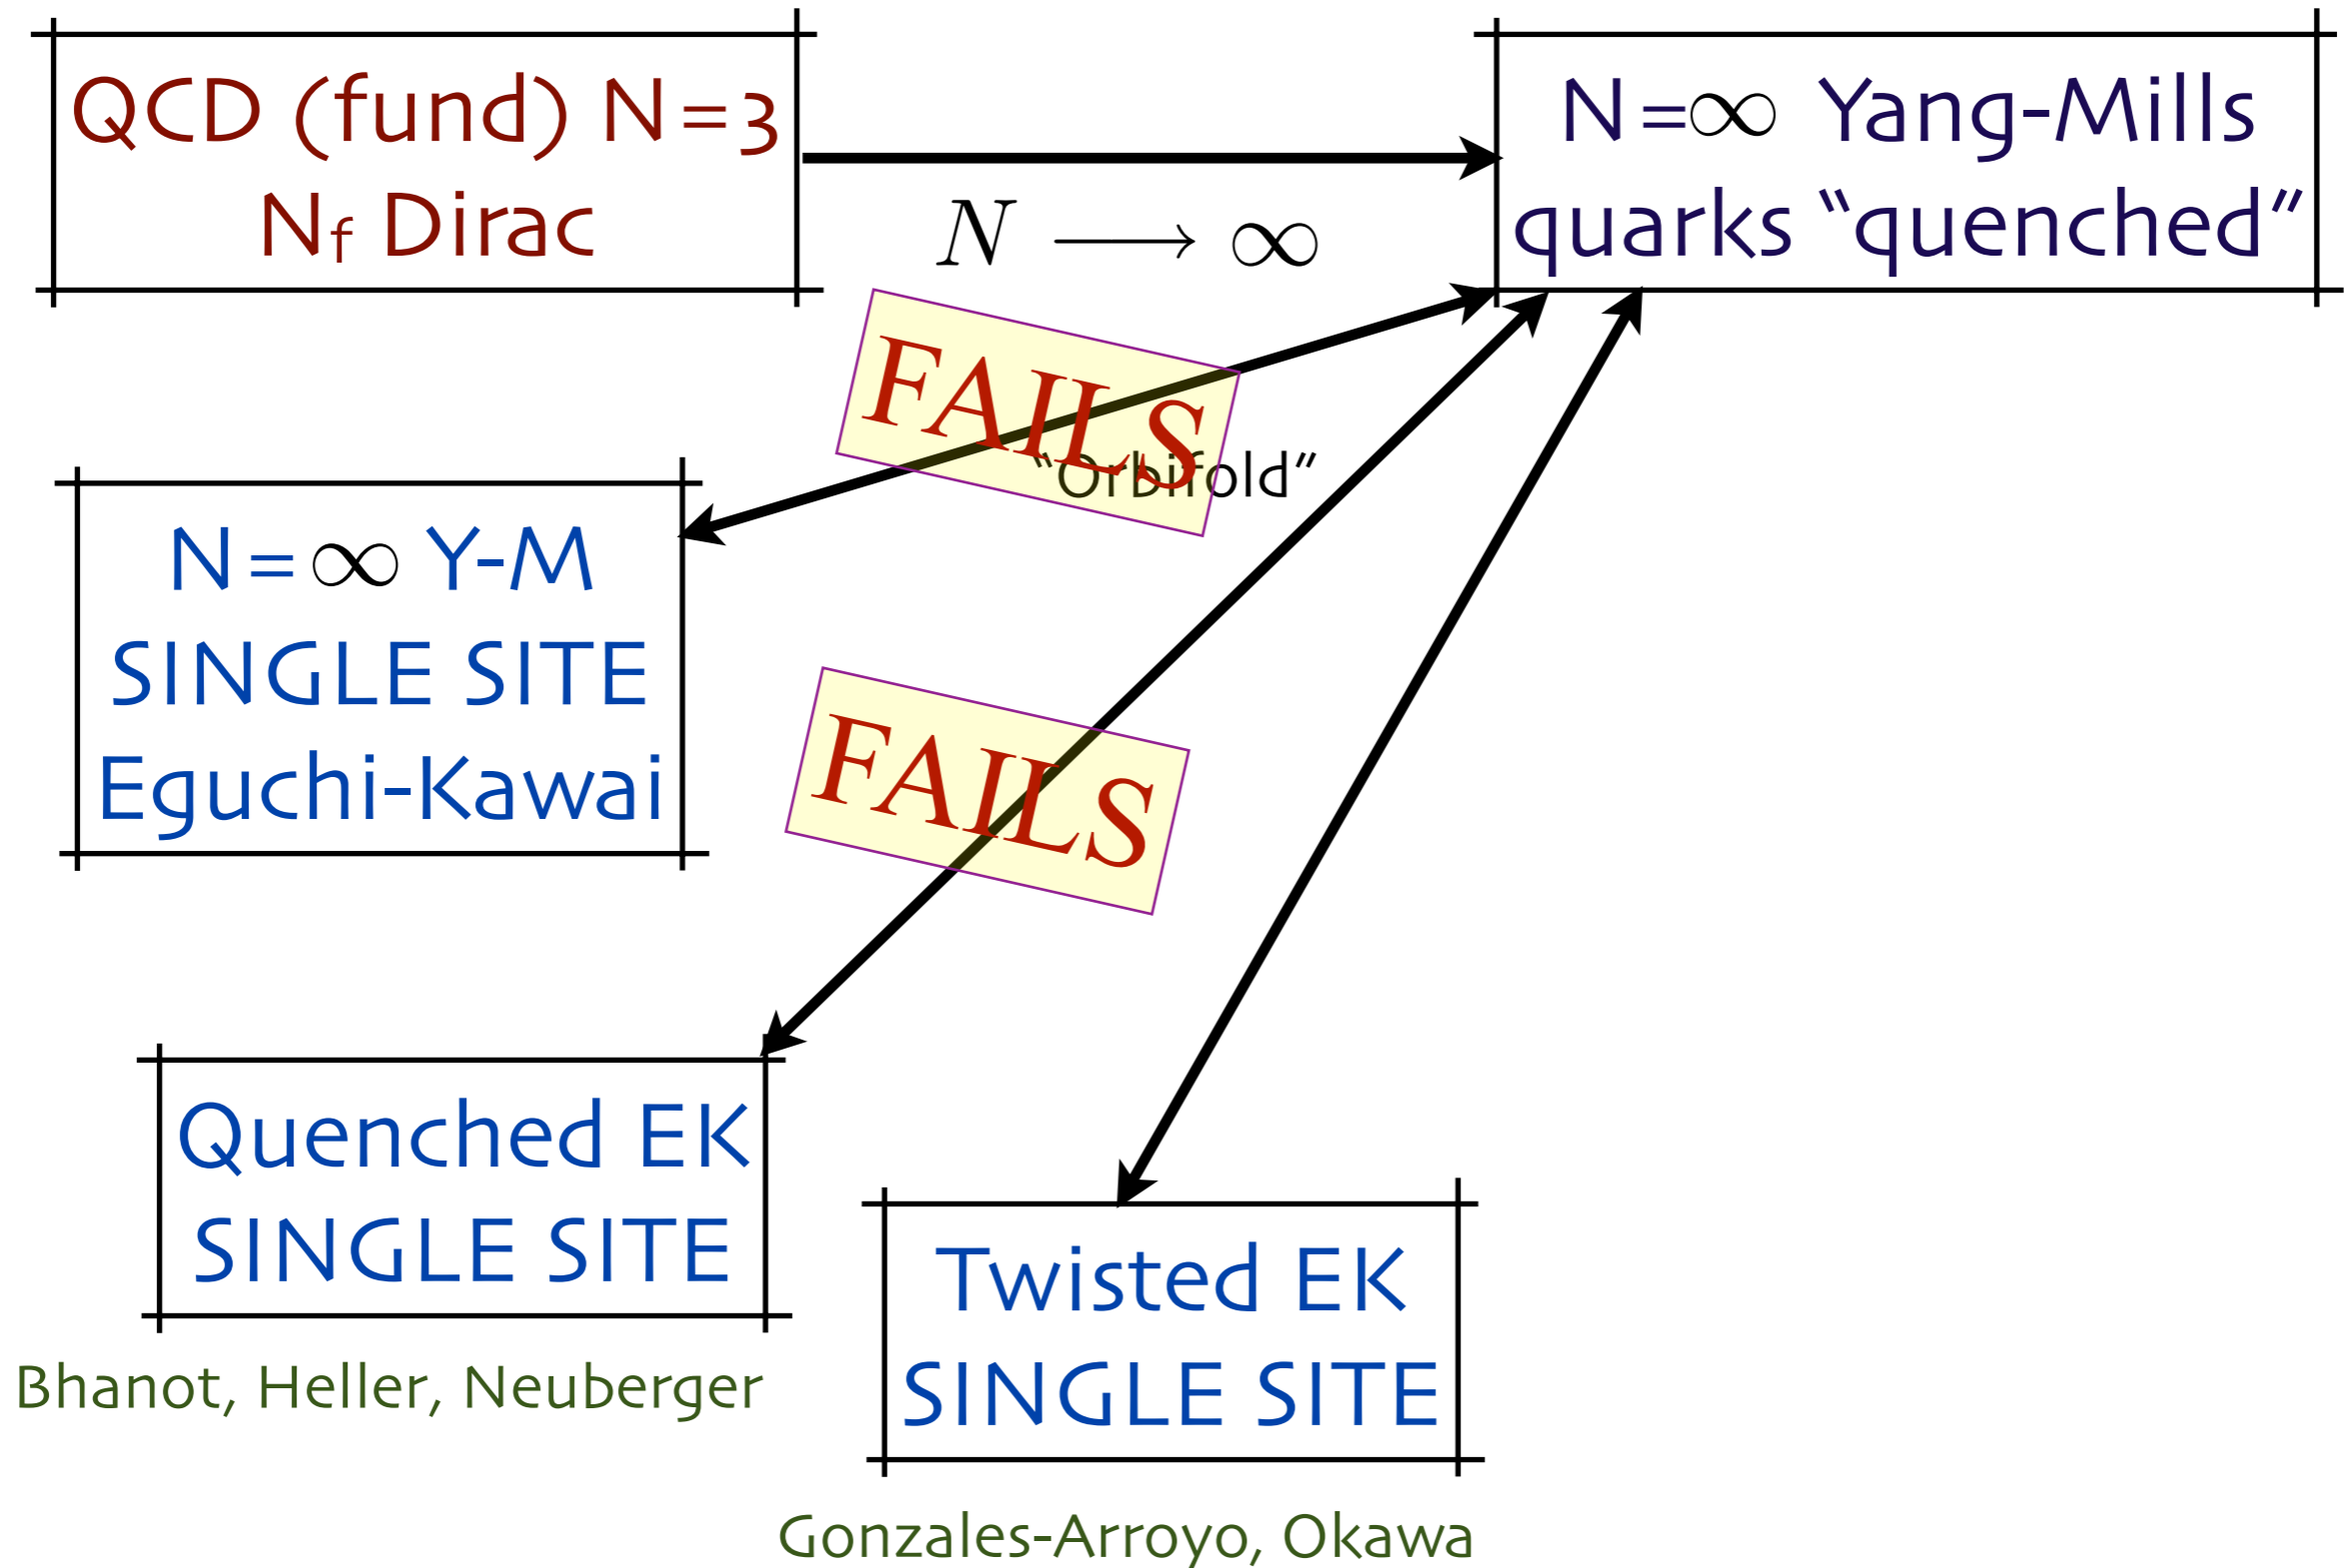 QCD (fund) N=3
N_f Dirac
N=∞ Yang-Mills
quarks “quenched”
N ⟶ ∞
FAILS
“Orbifold”
N=∞ Y-M
SINGLE SITE
Eguchi-Kawai
FAILS
Quenched EK
SINGLE SITE
Bhanot, Heller, Neuberger
Twisted EK
SINGLE SITE
Gonzales-Arroyo, Okawa